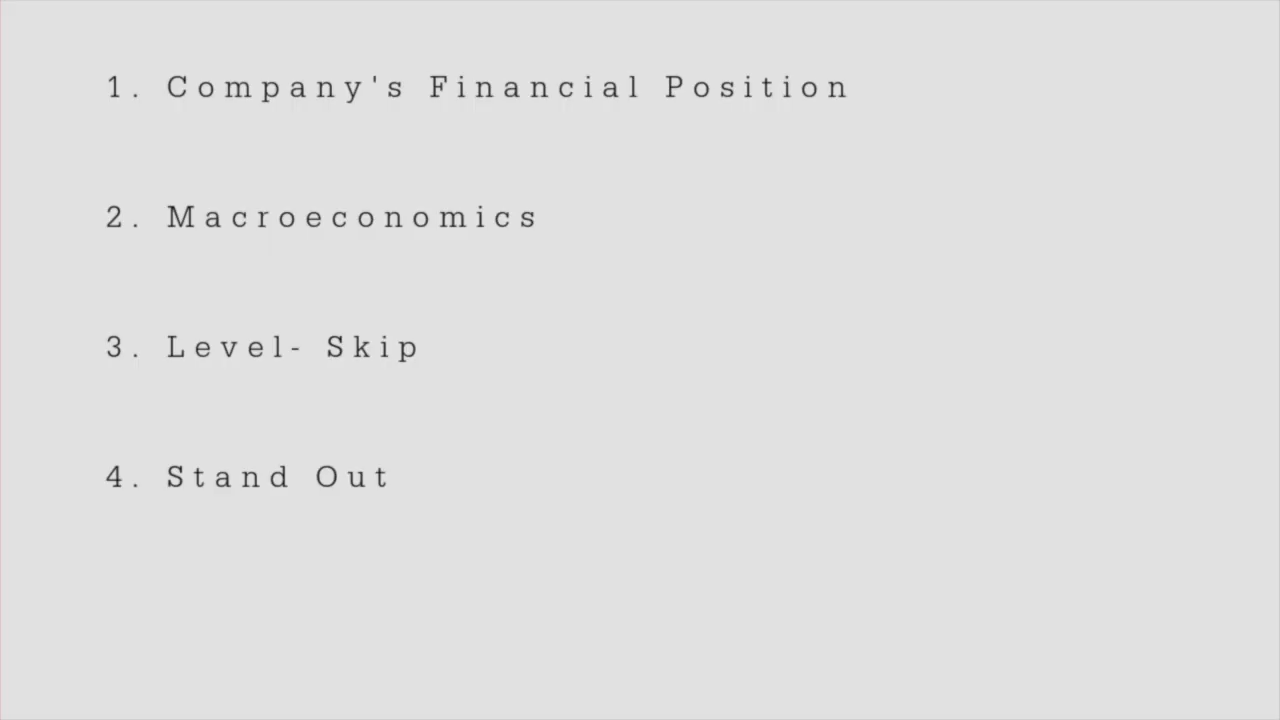 1. Company's Financial Position
2. Macroeconomics
3. Level- Skip
4. Stand Out